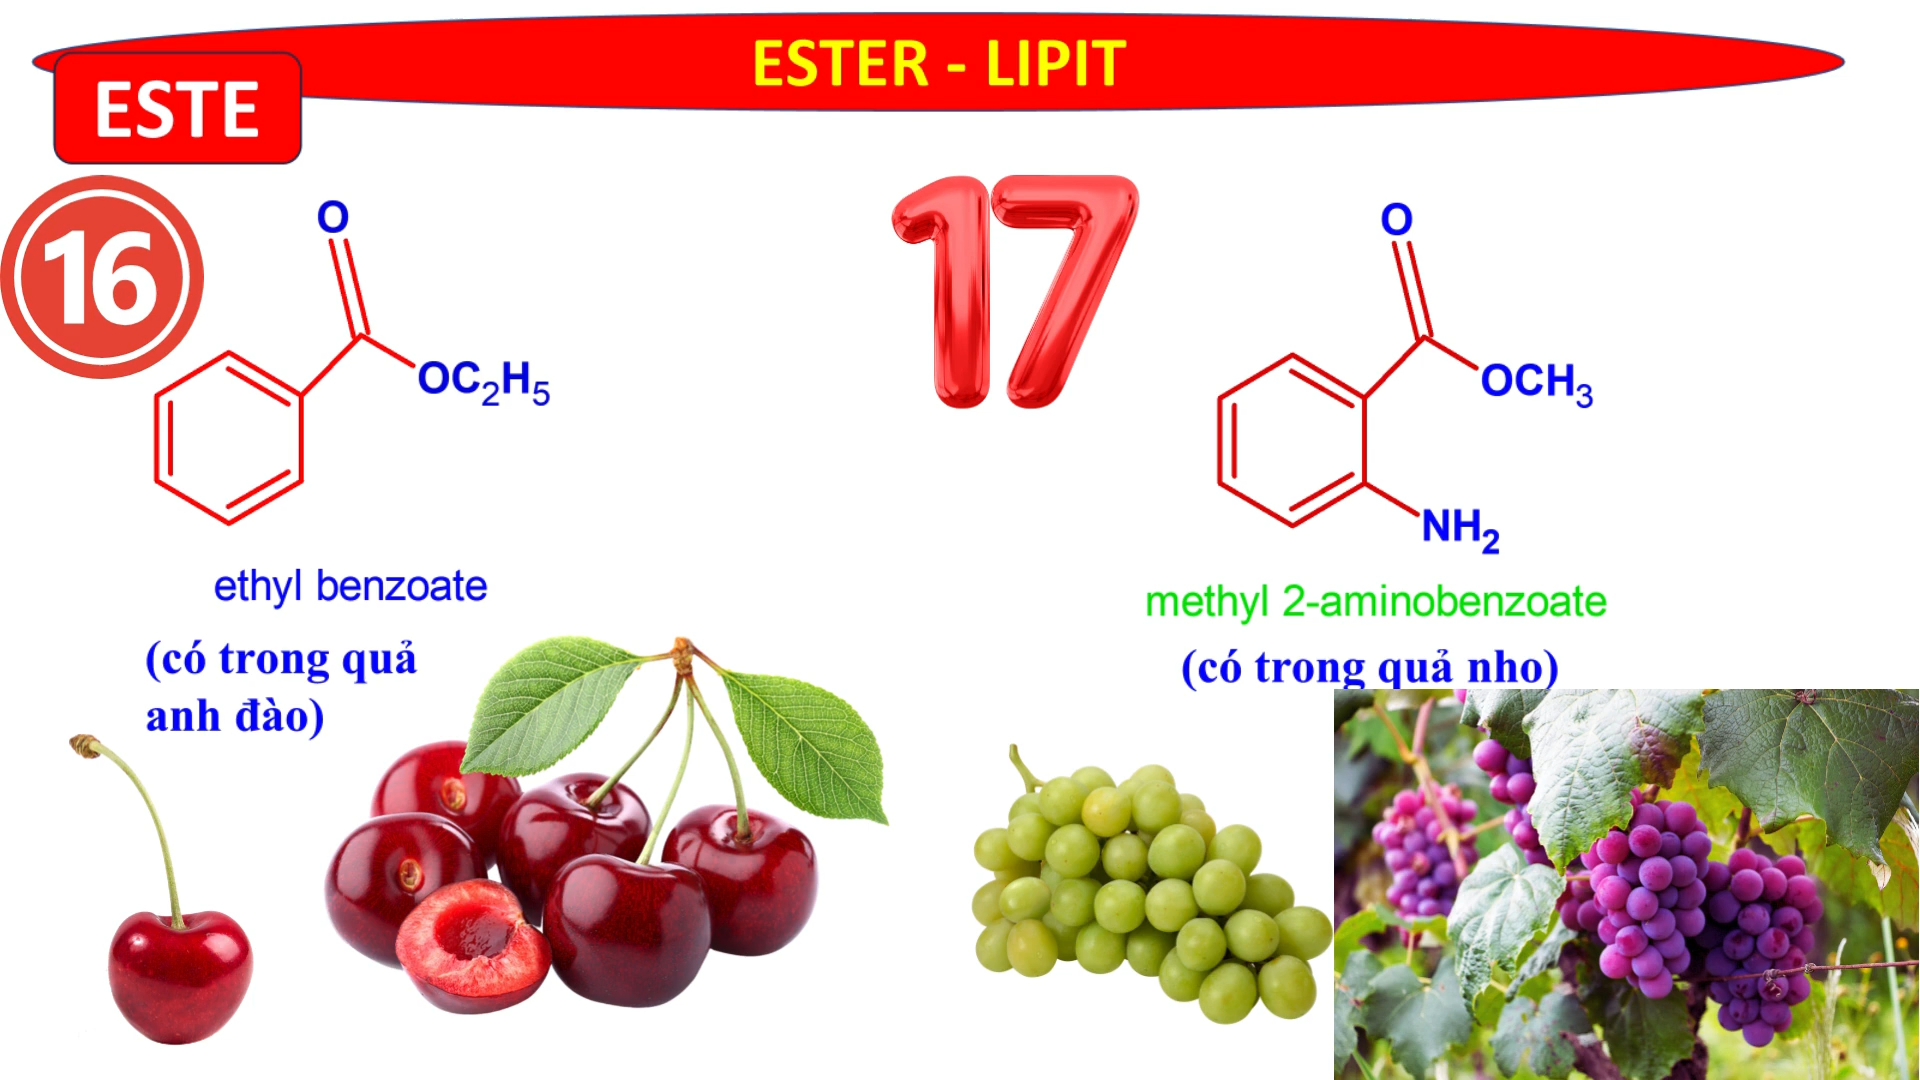 ESTER - LIPIT
ESTE
16
O
OC2H5
ethyl benzoate
(có trong quả
anh đào)
17
O
OCH3
NH2
methyl 2-aminobenzoate
(có trong quả nho)